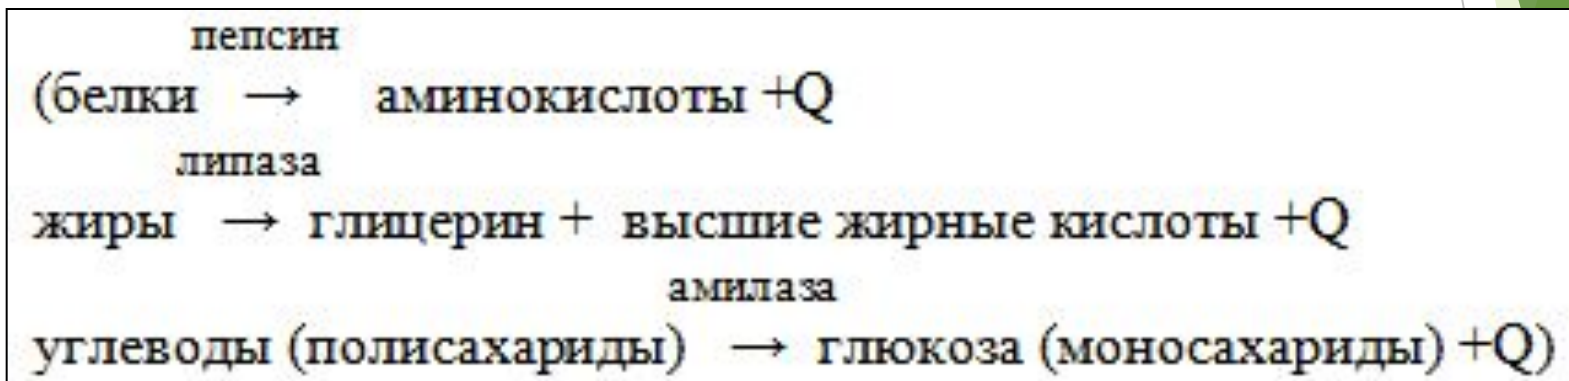 пепсин
(белки → аминокислоты +Q
липаза
жиры → глицерин + высшие жирные кислоты +Q
амилаза
углеводы (полисахариды) → глюкоза (моносахариды) +Q)